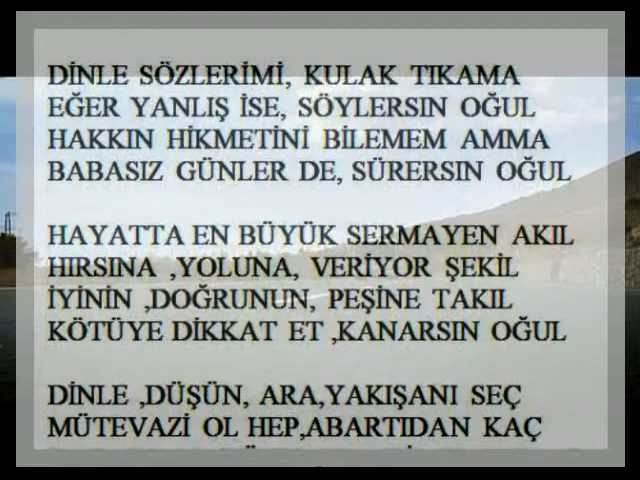 DİNLE SÖZLERİMİ, KULAK TIKAMA
EĞER YANLIŞ İSE, SÖYLERSIN OĞUL
HAKKIN HİKMETİNİ BİLEMEM AMMA
BABASIZ GÜNLER DE, SÜRERSIN OĞUL
HAYATTA EN BÜYÜK SERMAYEN AKIL
HIRSINA ,YOLUNA, VERİYOR ŞEKİL
İYİNİN ,DOĞRUNUN, PEŞİNE TAKIL
KÖTÜYE DİKKAT ET ,KANARSIN OĞUL
DİNLE ,DÜŞÜN, ARA,YAKIŞANI SEÇ
MÜTEVAZİ OL HEP,ABARTIDAN KAÇ